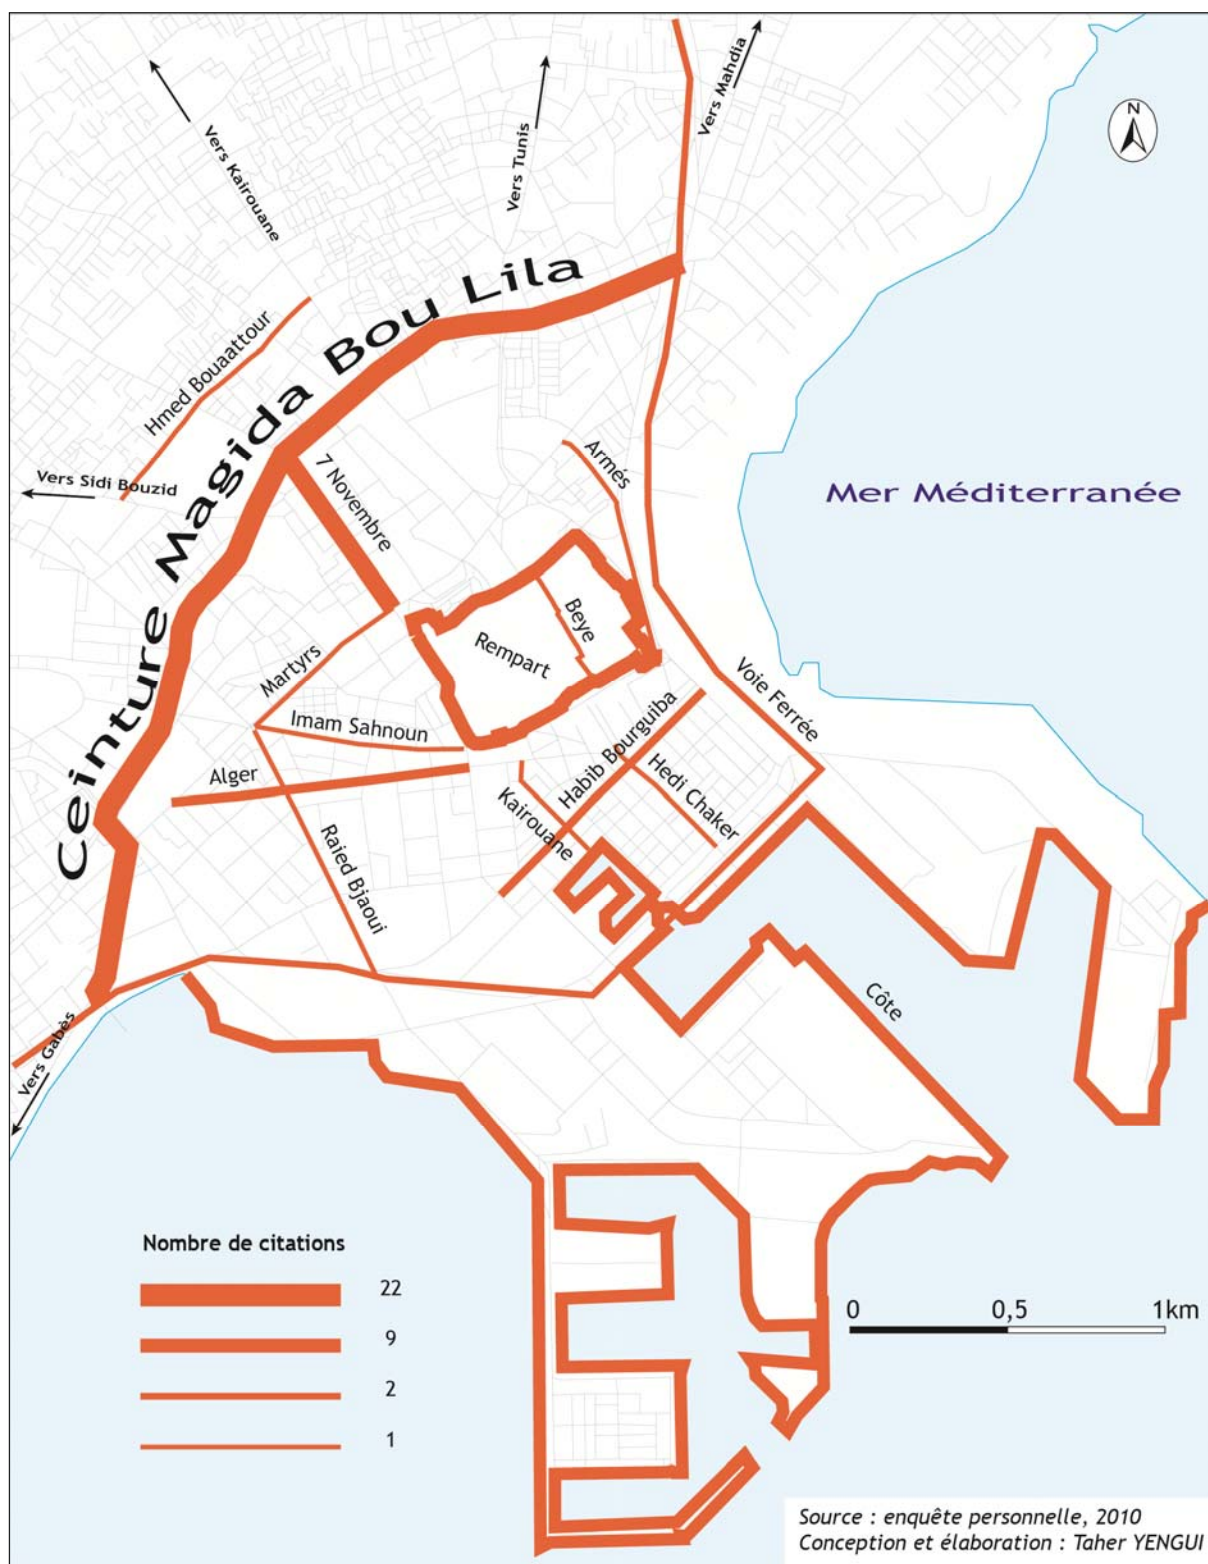 Vers Kairouane
Vers Tunis
Vers Mahdia
N
Ceinture Magida Bou Lila
Hmed Bouaattour
Vers Sidi Bouzid
7 Novembre
Armés
Mer Méditerranée
Beye
Rempart
Martyrs
Imam Sahnoun
Alger
Habib Bourguiba
Voie Ferrée
Hedi Chaker
Kairouane
Raied Bjaoui
Côte
Vers Gabès
Nombre de citations
22
9
2
1
0 0,5 1km
Source : enquête personnelle, 2010
Conception et élaboration : Taher YENGUI